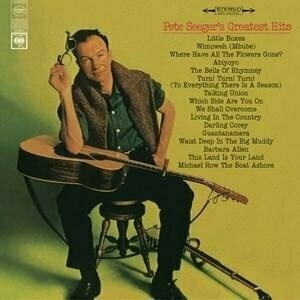 STEREO
Pete Seeger's Greatest Hits
Little Boxes
Wimoweh (Mbube)
Where Have All the Flowers Gone?
Abiyoyo
The Bells Of Rhymney
Turn! Turn! Turn!
(To Everything There Is A Season)
Talking Union
Which Side Are You On
We Shall Overcome
Living In The Country
Darling Corey
Guantanamera
Waist Deep In The Big Muddy
Barbara Allen
This Land Is Your Land
Michael Row The Boat Ashore